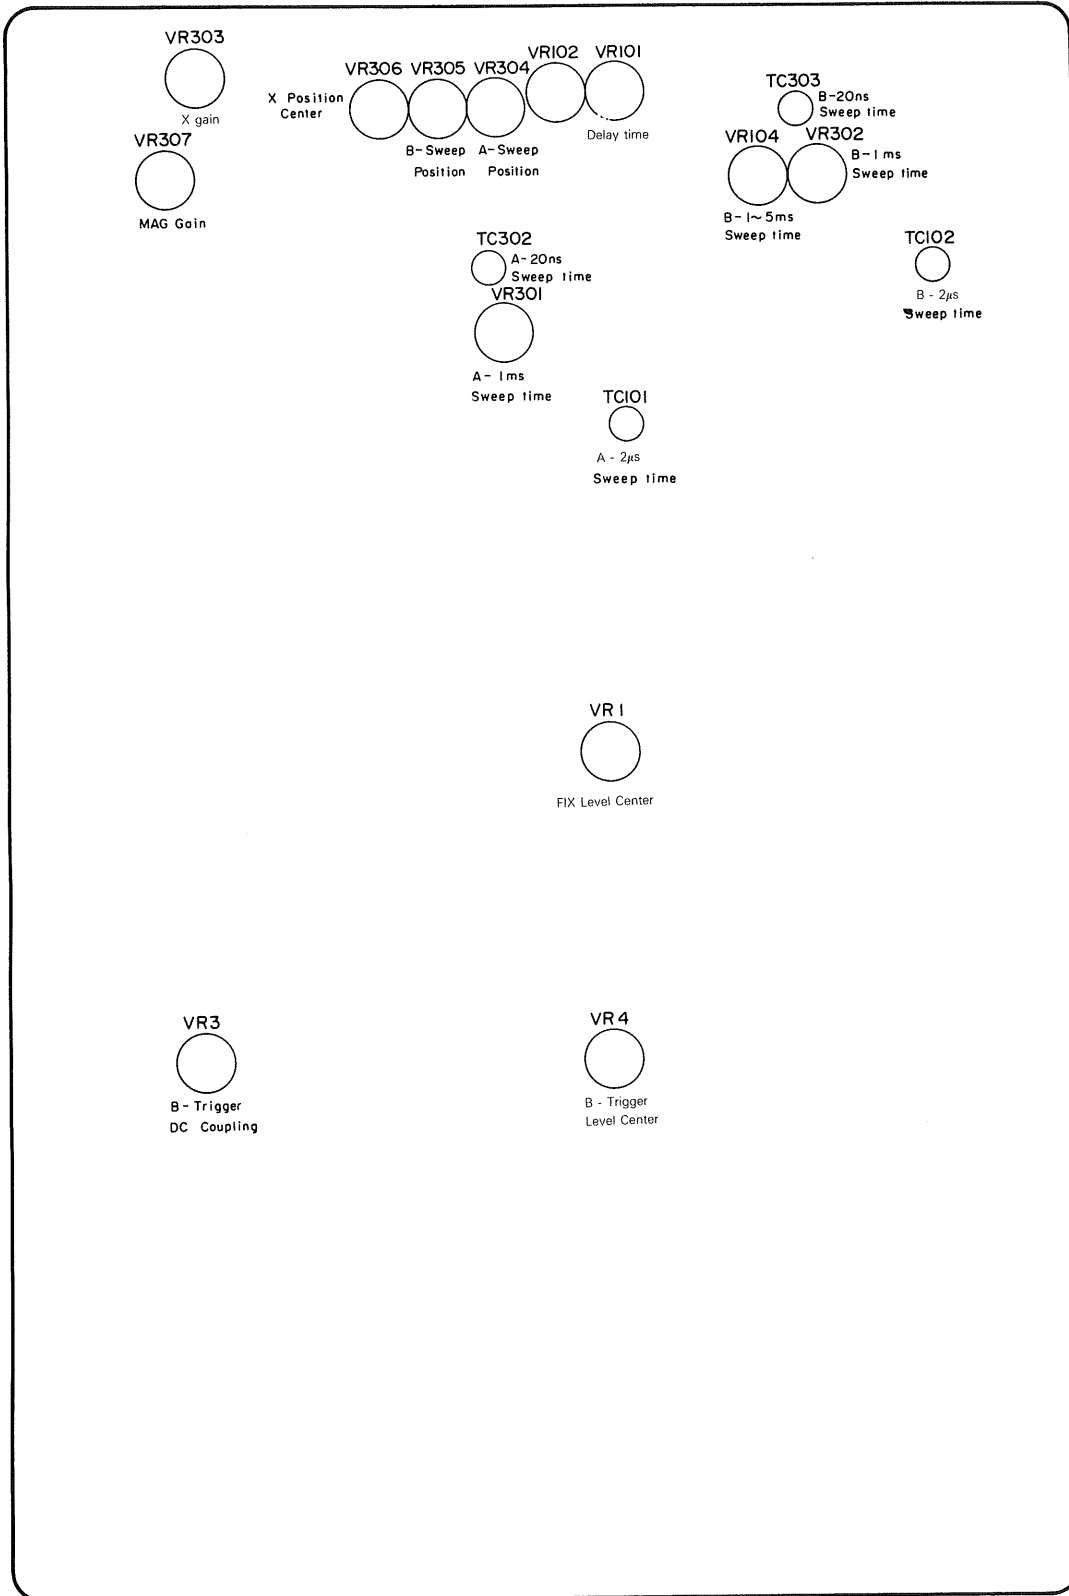 VR303
X gain
VR307
MAG Gain
VR306 VR305 VR304 VR102 VR101
X Position
Center
B-Sweep
Position
A-Sweep
Position
Delay time
TC303
B-20ns
Sweep time
VR104 VR302
B-1ms
Sweep time
B-1~5ms
Sweep time
TC302
A-20ns
Sweep time
VR301
A-1ms
Sweep time
TC102
B - 2μs
Sweep time
TC101
A - 2μs
Sweep time
VR1
FIX Level Center
VR3
B-Trigger
DC Coupling
VR4
B - Trigger
Level Center